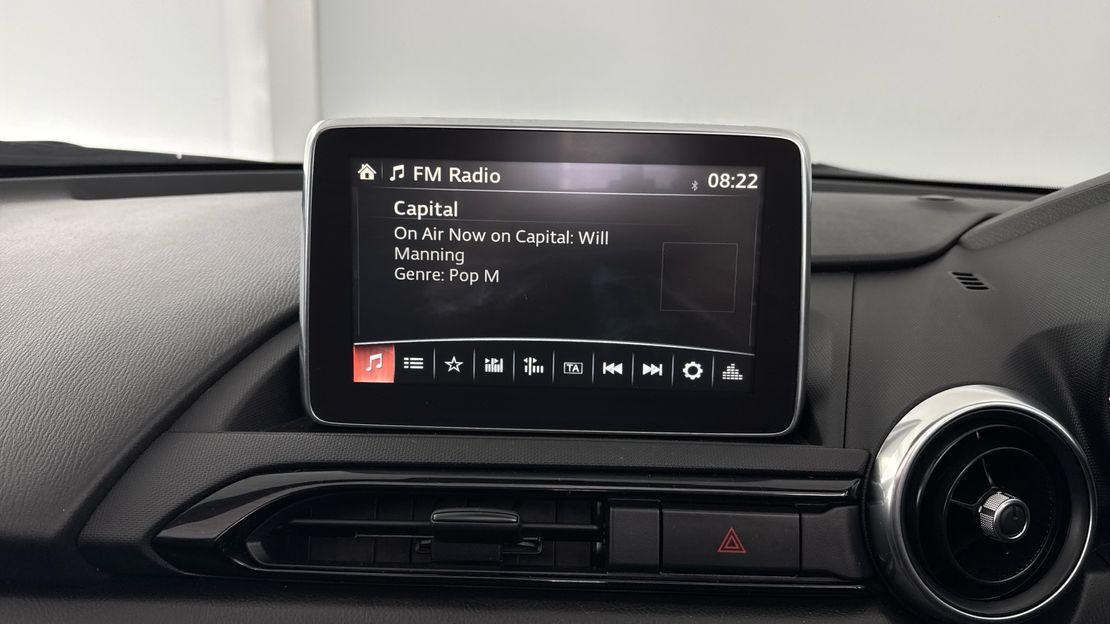 FM Radio
08:22
Capital
On Air Now on Capital: Will
Manning
Genre: Pop M
TA